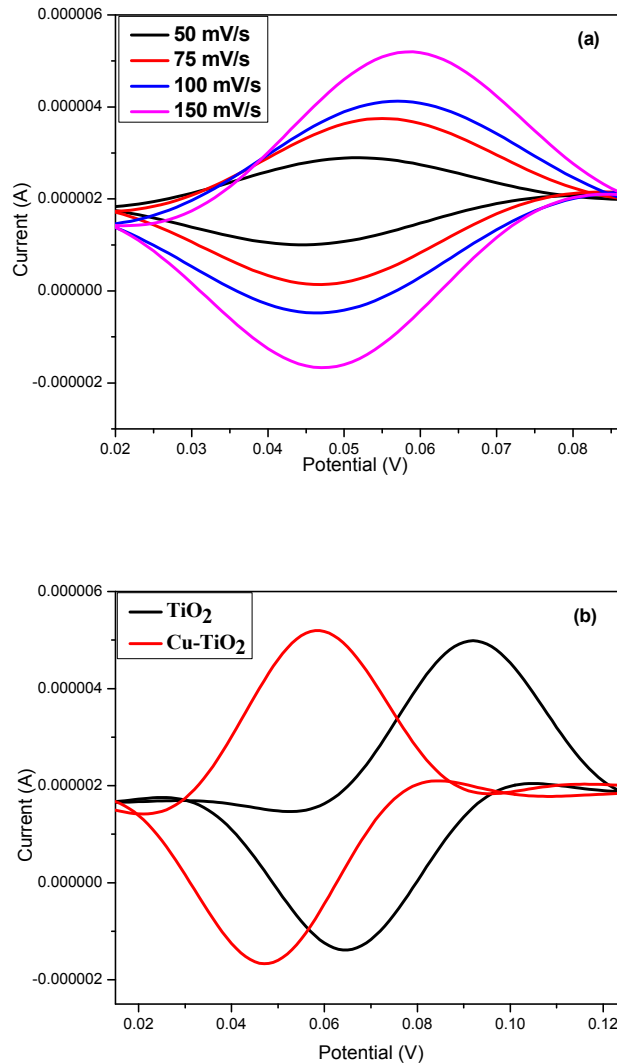 0.000006
50 mV/s
(a)
75 mV/s
100 mV/s
150 mV/s
0.000004
0.000002
0.000000
-0.000002
Current (A)
0.02 0.03 0.04 0.05 0.06 0.07 0.08
Potential (V)
0.000006
TiO₂
(b)
Cu-TiO₂
0.000004
0.000002
0.000000
-0.000002
Current (A)
0.02 0.04 0.06 0.08 0.10 0.12
Potential (V)